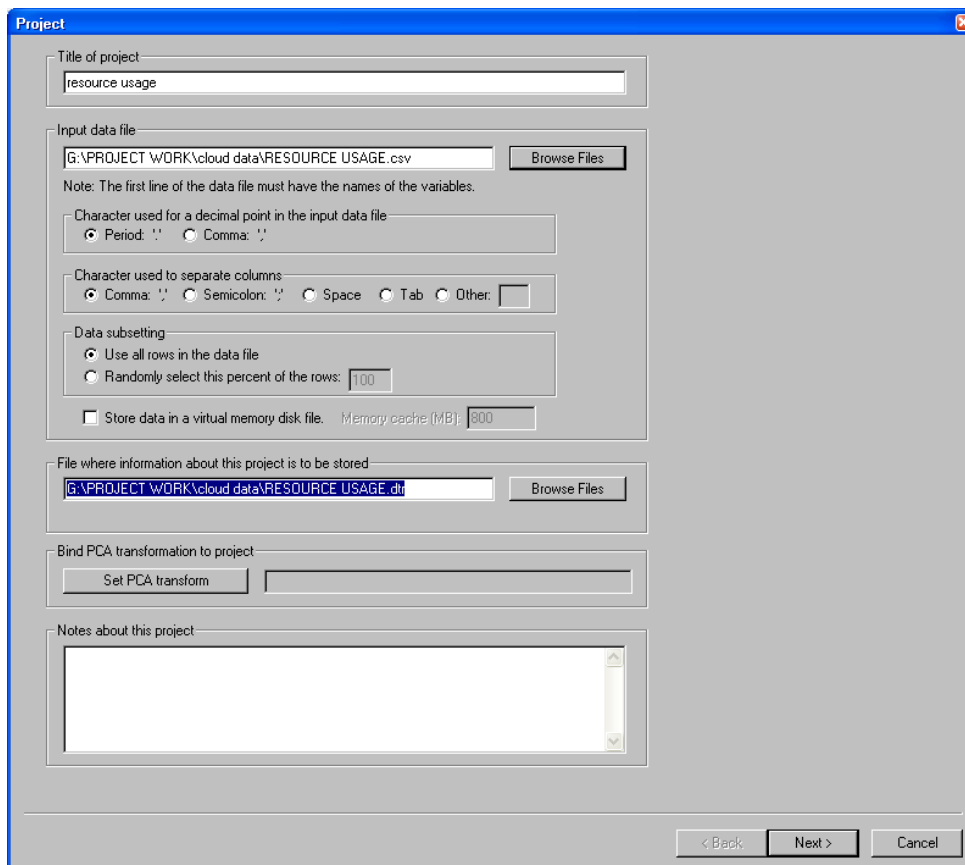 Project
Title of project
resource usage
Input data file
G:\PROJECT WORK\cloud data\RESOURCE USAGE.csv
Browse Files
Note: The first line of the data file must have the names of the variables.
Character used for a decimal point in the input data file
Period: '.' Comma: ','
Character used to separate columns
Comma: ',' Semicolon: ';' Space Tab Other:
Data subsetting
Use all rows in the data file
Randomly select this percent of the rows: 100
Store data in a virtual memory disk file. Memory cache (MB): 800
File where information about this project is to be stored
G:\PROJECT WORK\cloud data\RESOURCE USAGE.dtr
Browse Files
Bind PCA transformation to project
Set PCA transform
Notes about this project
< Back Next > Cancel